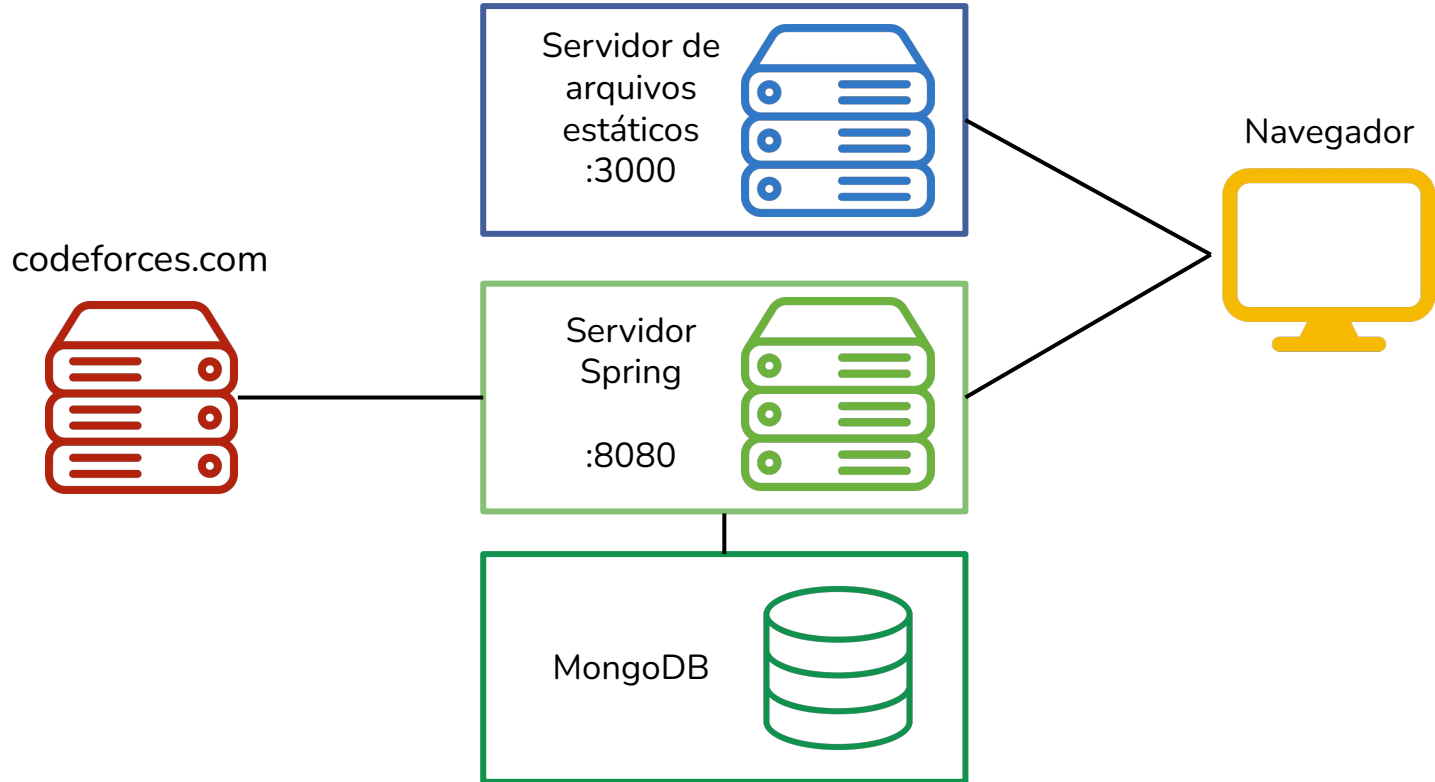 Servidor de
arquivos
estáticos
:3000
Navegador
codeforces.com
Servidor
Spring
:8080
MongoDB